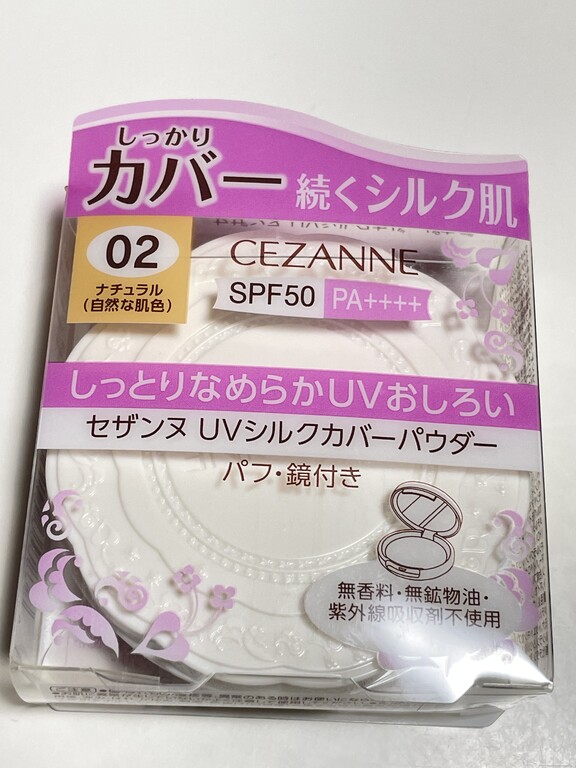 しっかり
カバー 続くシルク肌
02
ナチュラル
(自然な肌色)
CEZANNE
SPF50 PA++++
しっとりなめらかUVおしろい
セザンヌ UVシルクカバーパウダー
パフ・鏡付き
無香料・無鉱物油・
紫外線吸収剤不使用